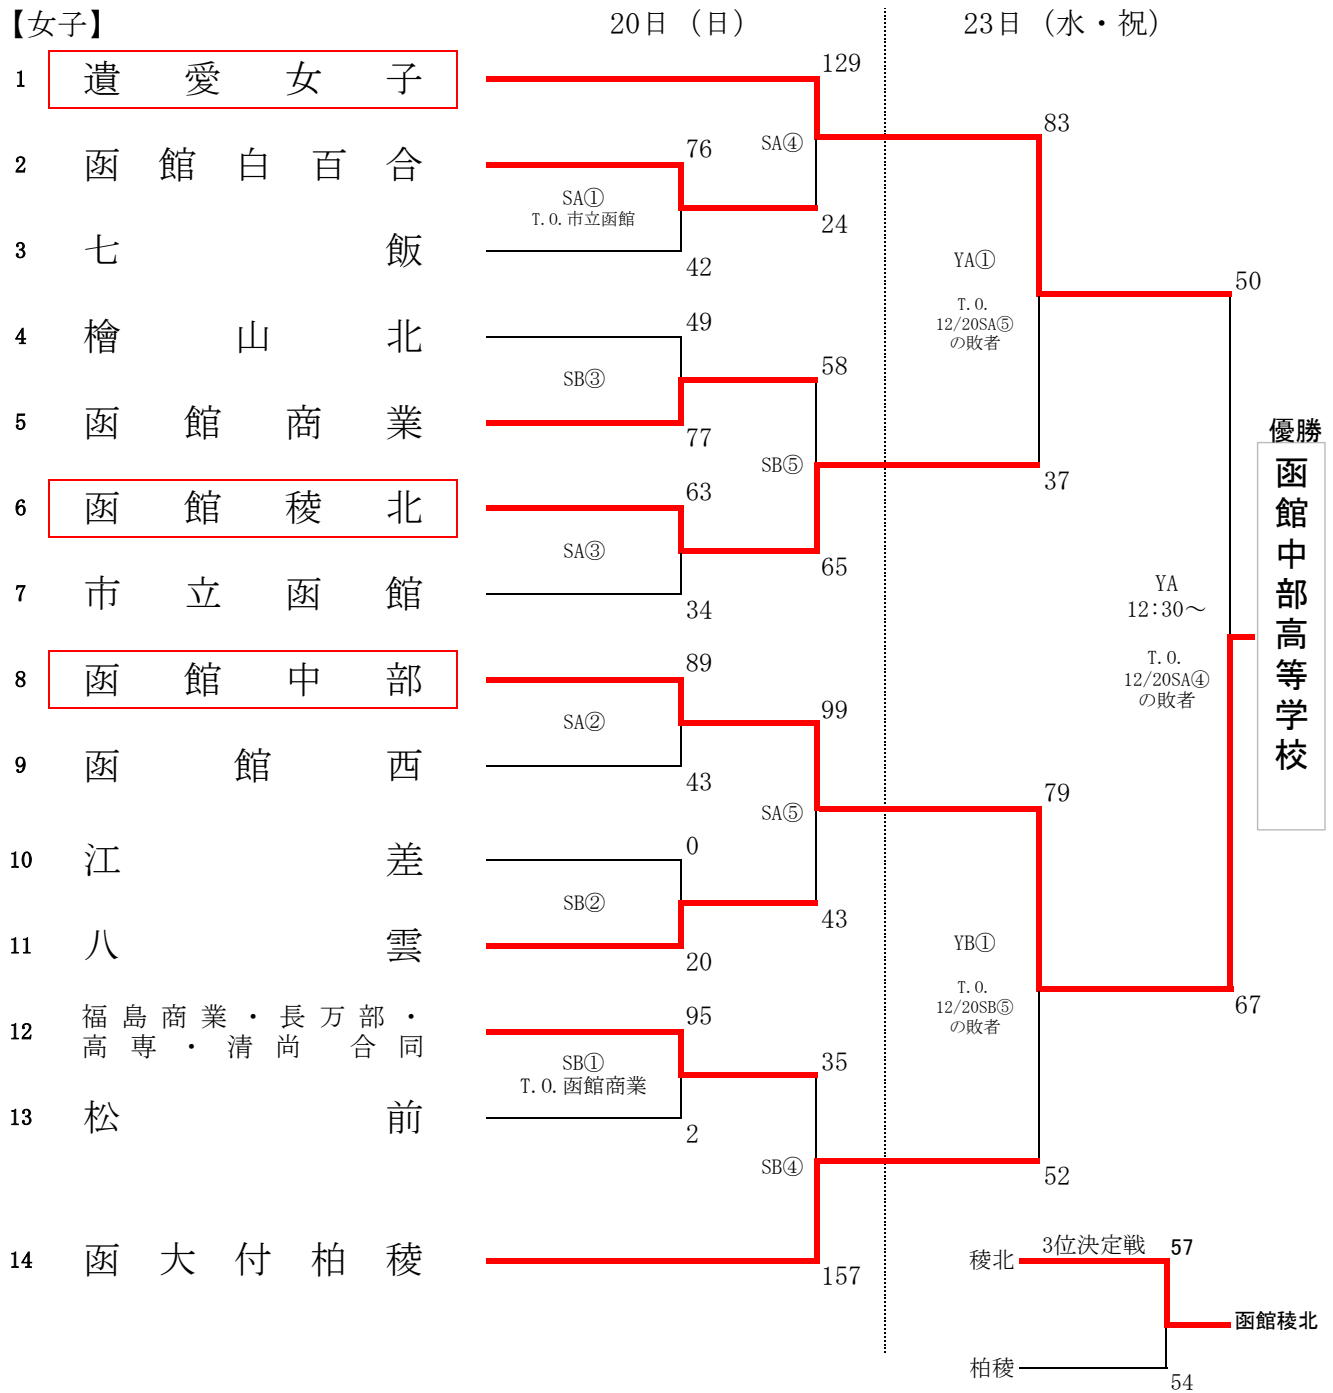 【女子】
20日（日）
23日（水・祝）
1 遺愛女子
129
83
SA④
2 函館白百合
76
SA①
T.O.市立函館
24
3 七飯
42
YA①
T.O.
12/20SA⑤
の敗者
50
4 檜山北
49
SB③
58
5 函館商業
77
SB⑤
37
6 函館稜北
63
SA③
65
7 市立函館
34
優勝
函館中部高等学校
YA
12:30～
T.O.
12/20SA④
の敗者
8 函館中部
89
SA②
99
9 函館西
43
79
SA⑤
10 江差
0
SB②
43
11 八雲
20
YB①
T.O.
12/20SB⑤
の敗者
67
12 福島商業・長万部・
高専・清尚 合同
95
SB①
T.O.函館商業
35
13 松前
2
SB④
52
14 函大付柏稜
157
3位決定戦
稜北
57
函館稜北
柏稜
54